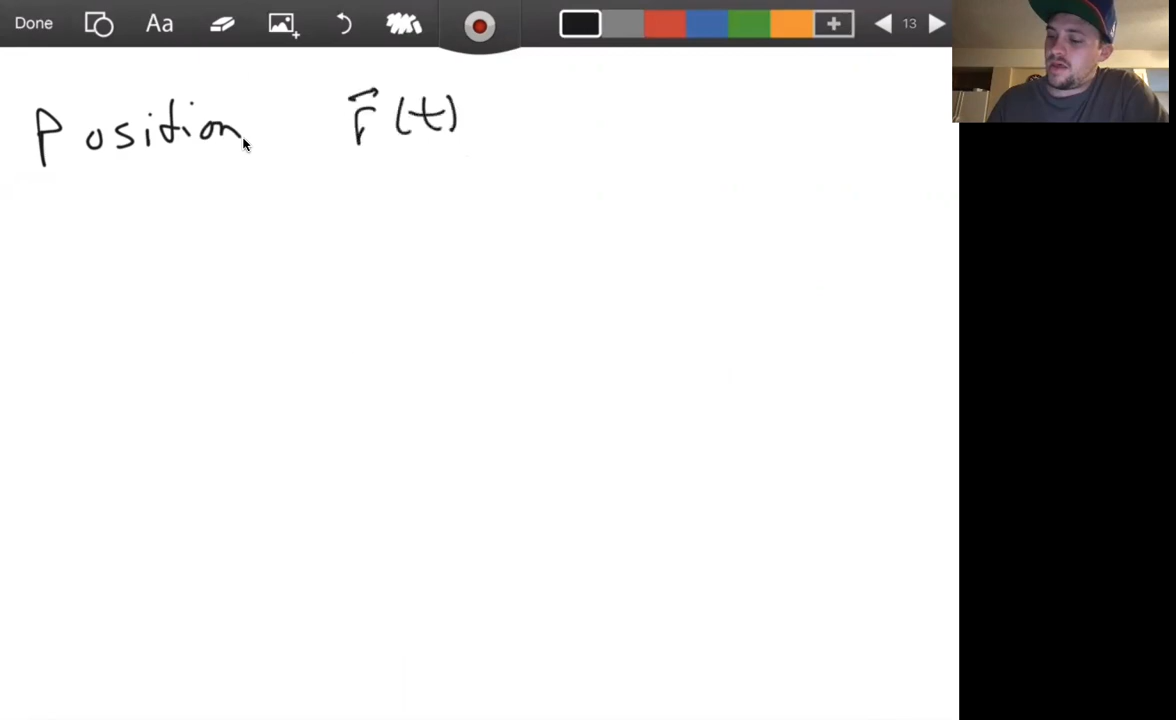 Done Aa 13
Position r⃗(t)